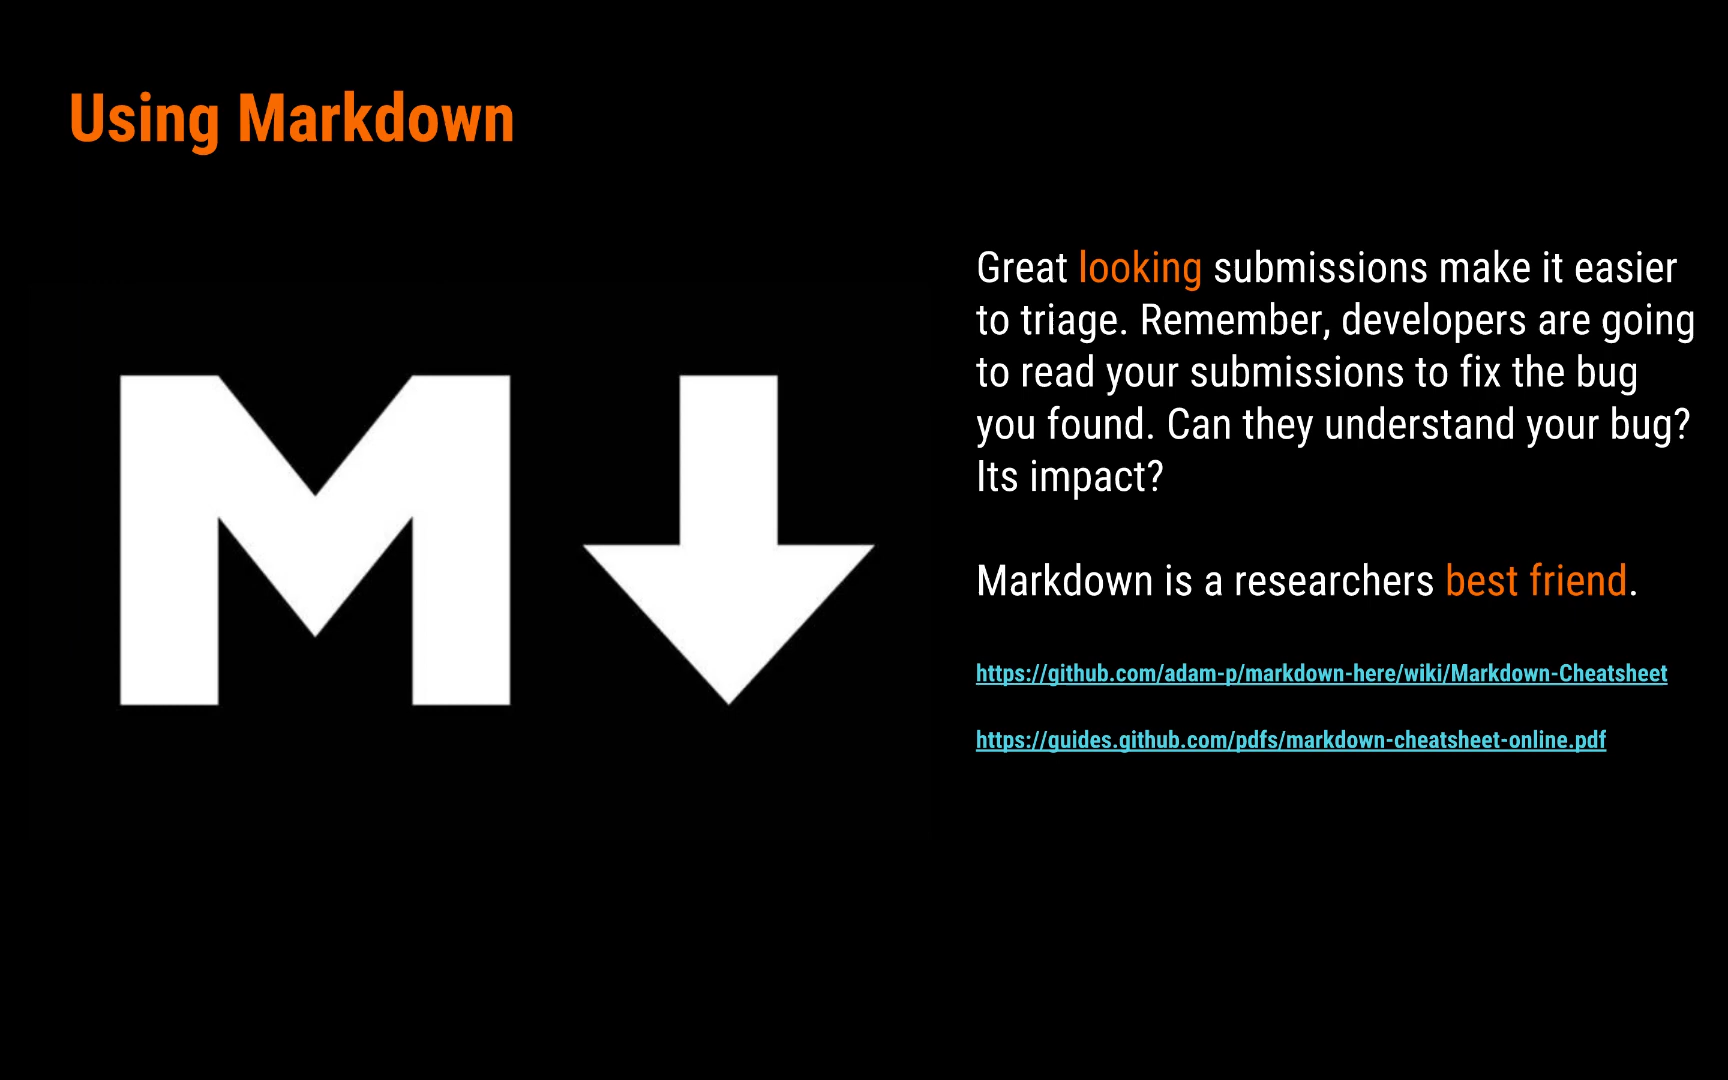 Using Markdown
Great looking submissions make it easier
to triage. Remember, developers are going
to read your submissions to fix the bug
you found. Can they understand your bug?
Its impact?
Markdown is a researchers best friend.
https://github.com/adam-p/markdown-here/wiki/Markdown-Cheatsheet
https://guides.github.com/pdfs/markdown-cheatsheet-online.pdf
M